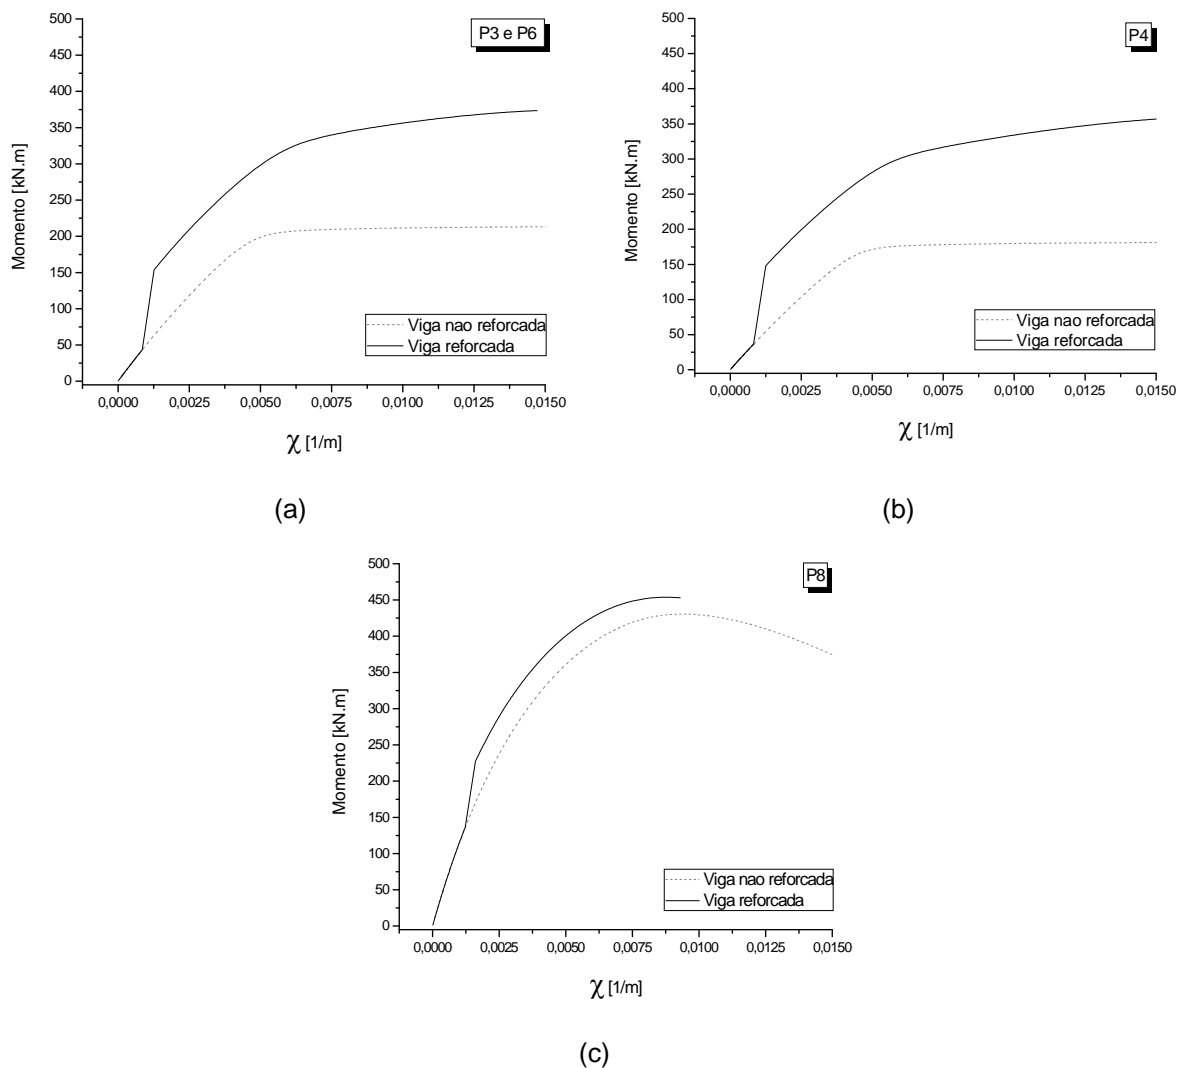 P3 e P6
500
450
400
350
300
250
200
150
100
50
0
Momento [kN.m]
Viga nao reforcada
Viga reforcada
0,0000 0,0025 0,0050 0,0075 0,0100 0,0125 0,0150
χ [1/m]
(a)
P4
500
450
400
350
300
250
200
150
100
50
0
Momento [kN.m]
Viga nao reforcada
Viga reforcada
0,0000 0,0025 0,0050 0,0075 0,0100 0,0125 0,0150
χ [1/m]
(b)
P8
500
450
400
350
300
250
200
150
100
50
0
Momento [kN.m]
Viga nao reforcada
Viga reforcada
0,0000 0,0025 0,0050 0,0075 0,0100 0,0125 0,0150
χ [1/m]
(c)